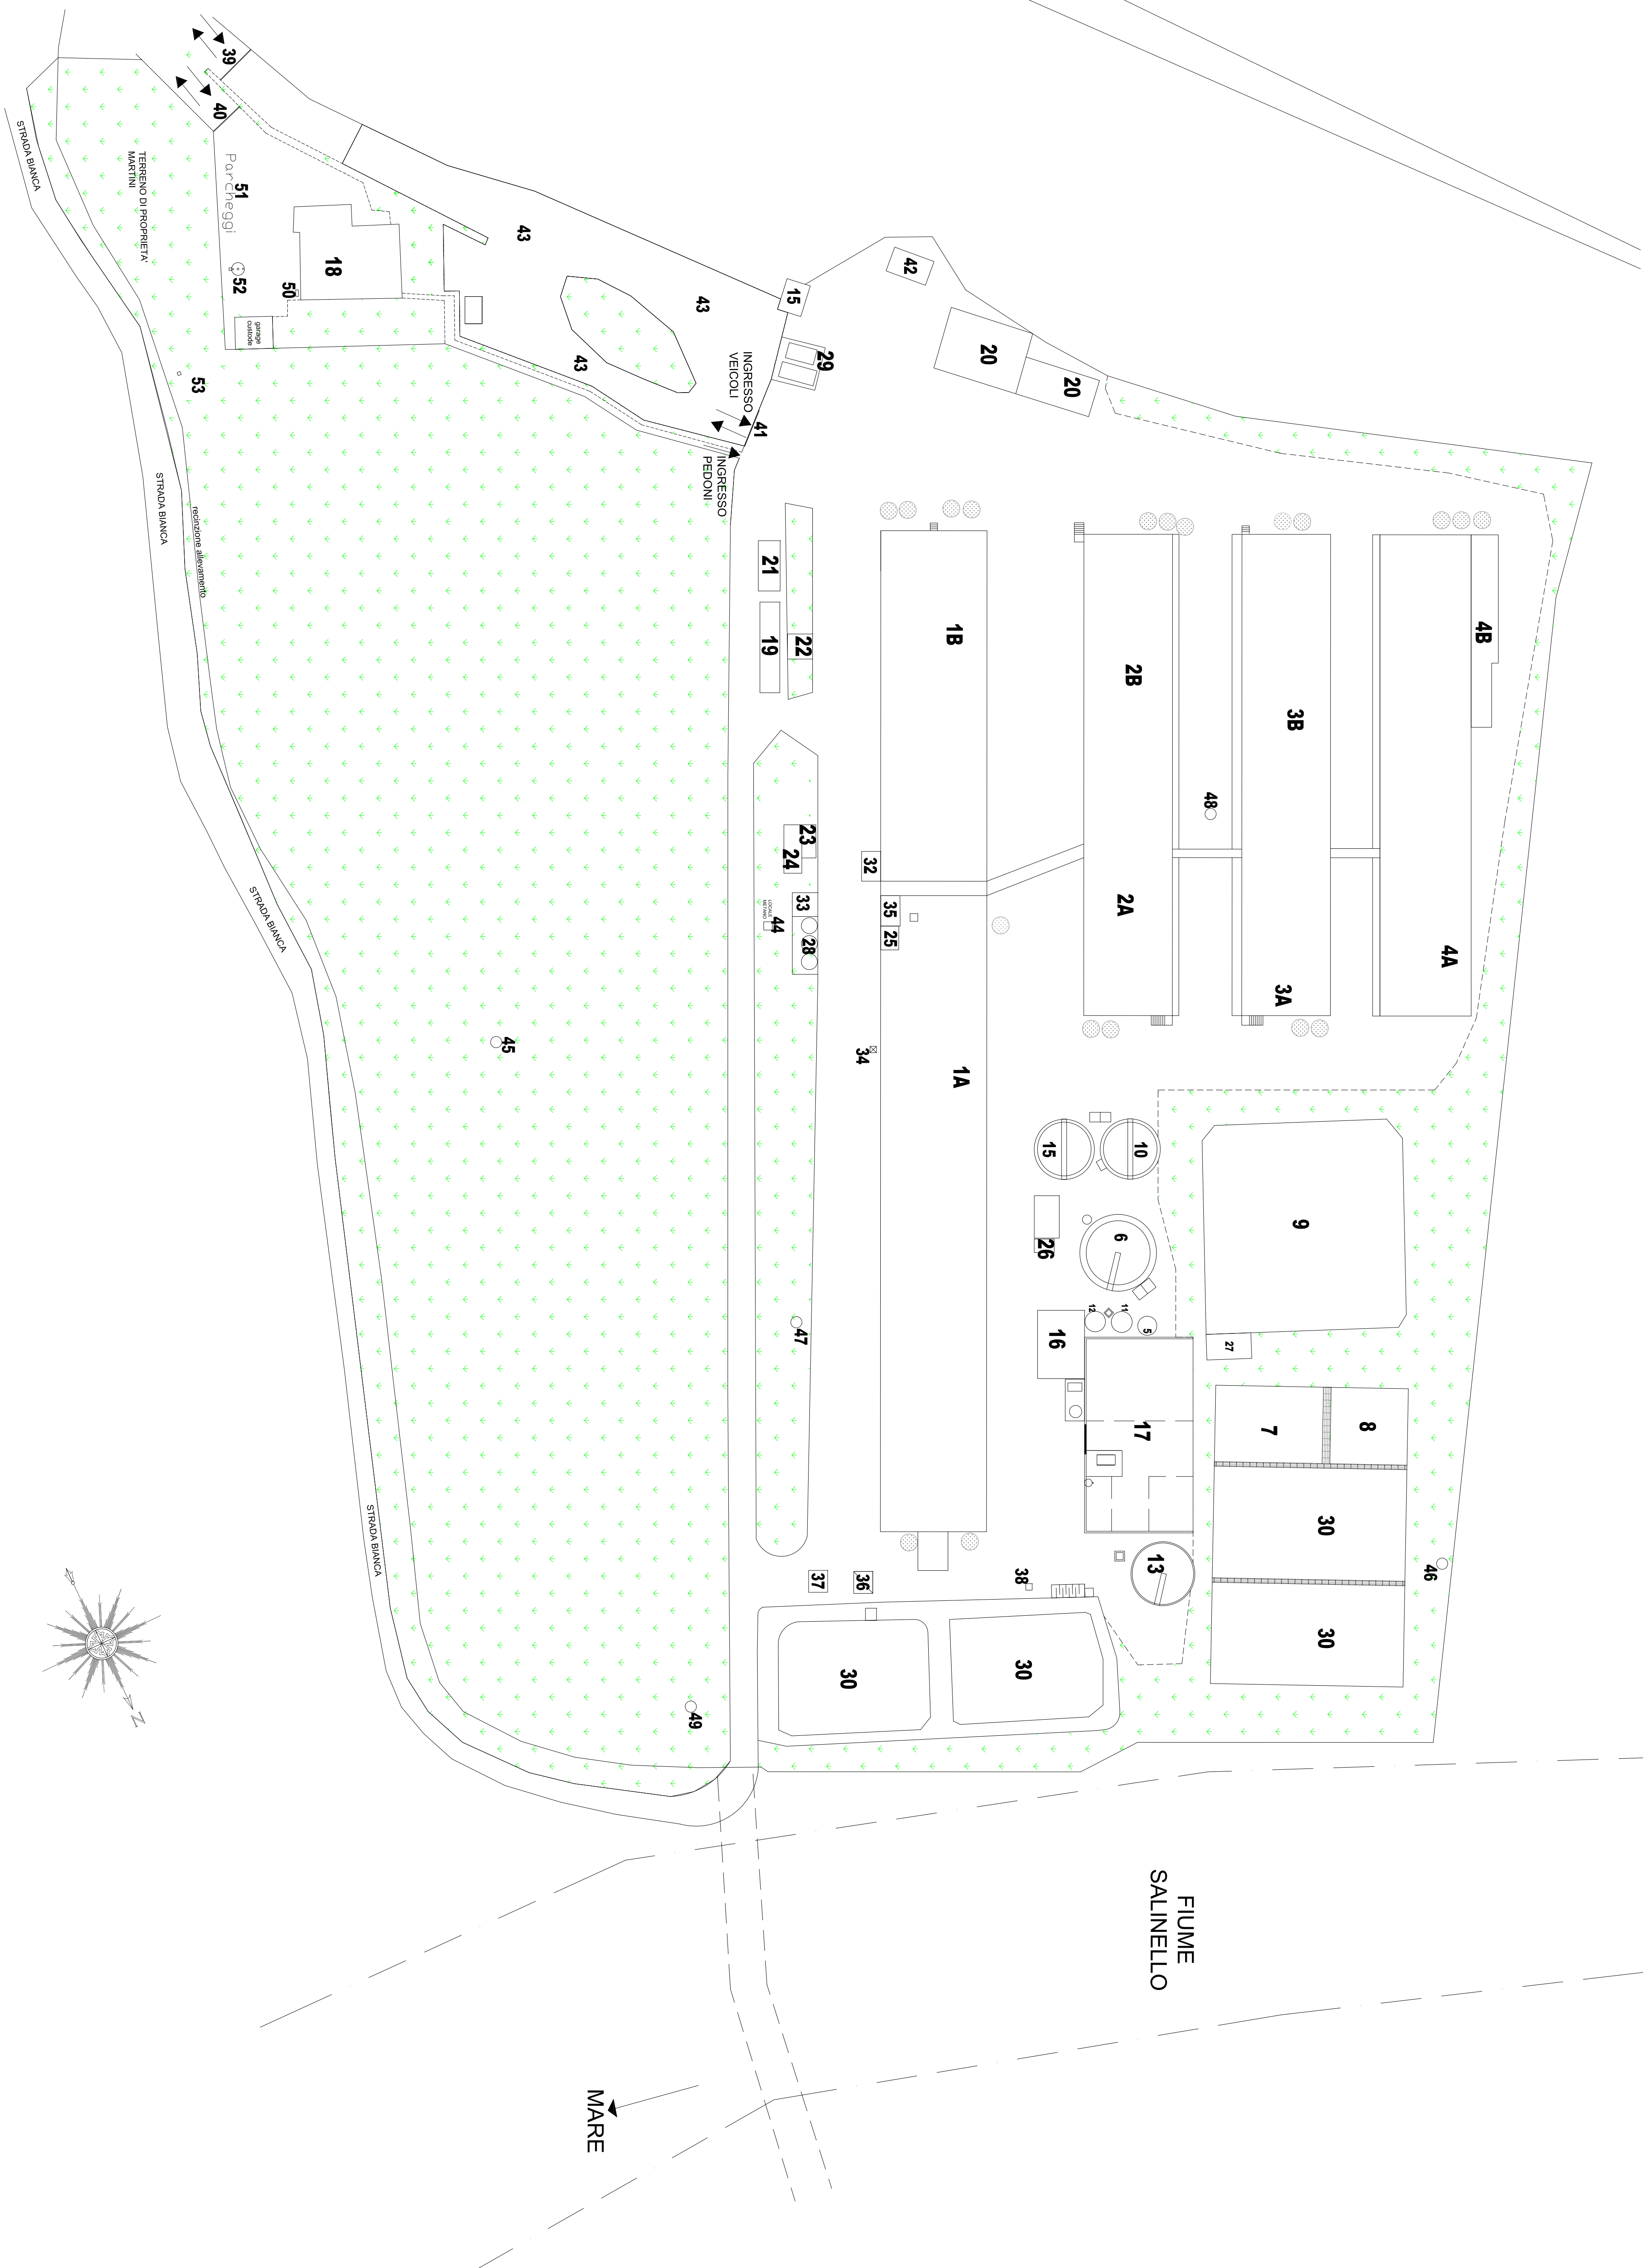 39
40
STRADA BIANCA
TERRENO DI PROPRIETA'
MARTINI
51
Parcheggi
52
50
18
garage
custode
53
43
43
43
15
42
29
20
20
INGRESSO
VEICOLI
41
INGRESSO
PEDONI
STRADA BIANCA
recinzione allevamento
21
19
22
1B
2B
3B
4B
48
23
24
32
33
35
25
28
LOCALE
METANO
44
2A
3A
4A
STRADA BIANCA
45
34
1A
15
10
9
6
26
12
11
5
16
27
47
17
7
8
30
46
30
13
38
37
36
30
30
STRADA BIANCA
49
N
FIUME
SALINELLO
MARE